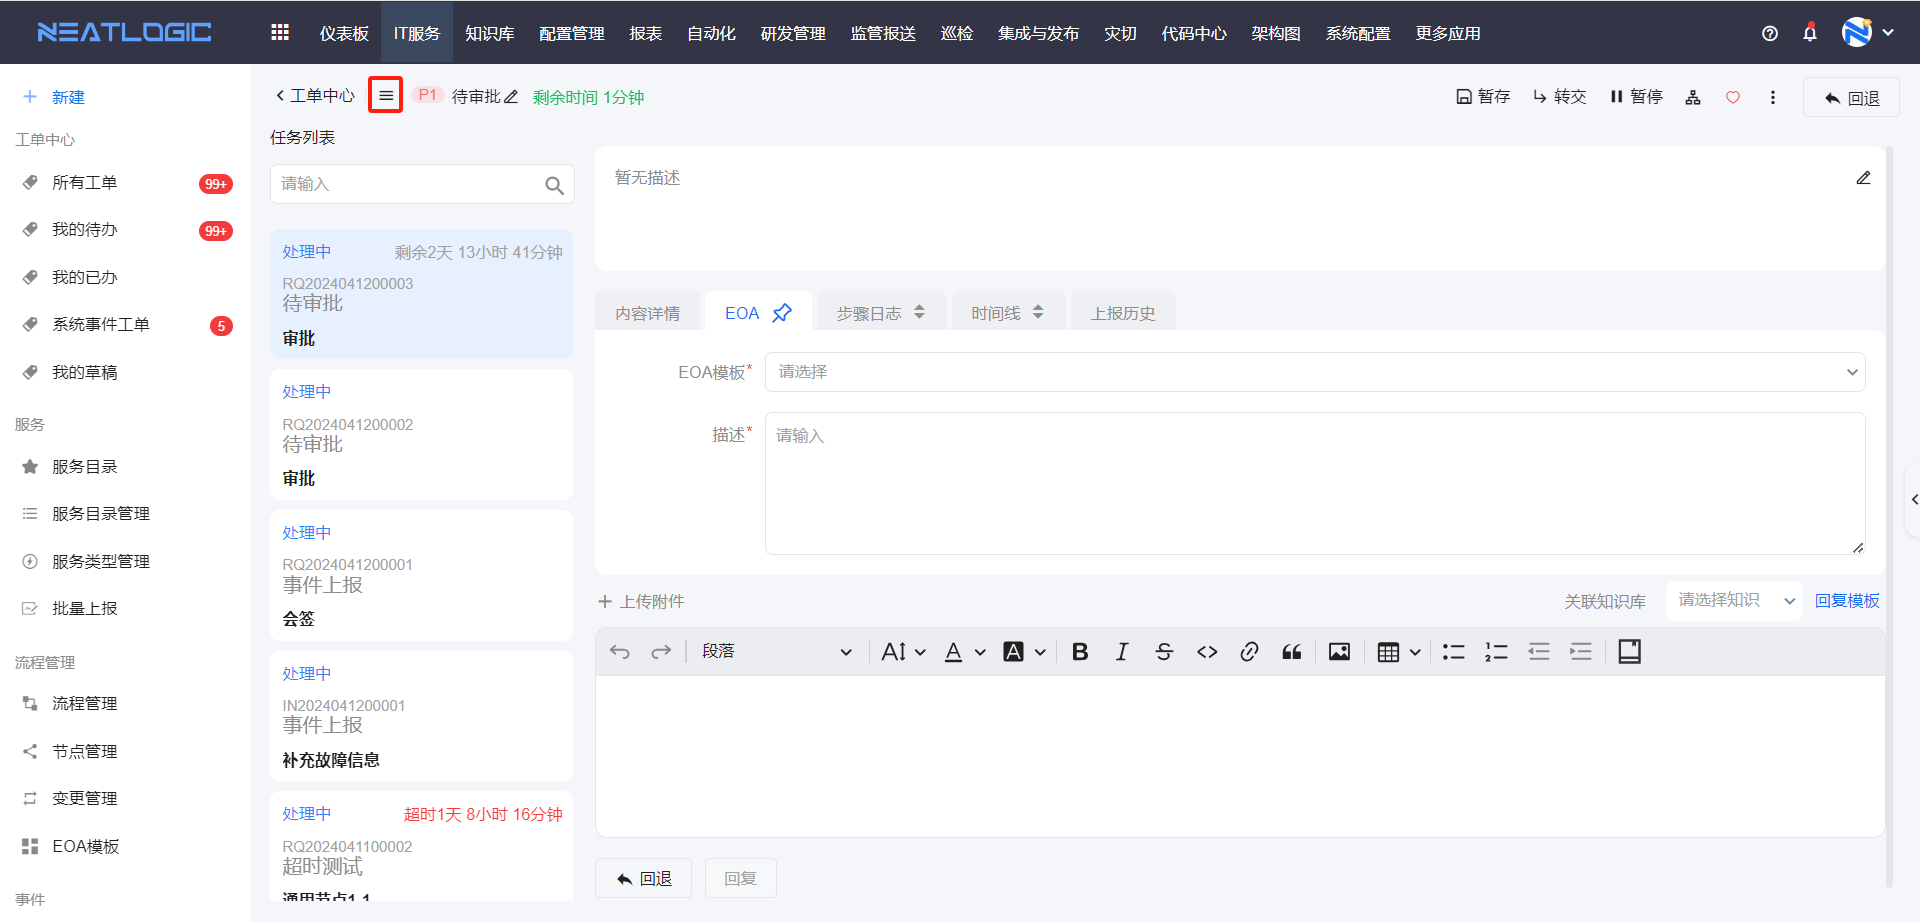 NEATLOGIC
仪表板 IT服务 知识库 配置管理 报表 自动化 研发管理 监管报送 巡检 集成与发布 灾切 代码中心 架构图 系统配置 更多应用
新建
工单中心
所有工单 99+
我的待办 99+
我的已办
系统事件工单 5
我的草稿
服务
服务目录
服务目录管理
服务类型管理
批量上报
流程管理
流程管理
节点管理
变更管理
EOA模板
事件
工单中心 P1 待审批 剩余时间 1分钟
暂存 转交 暂停 回退
任务列表
请输入
处理中 剩余2天 13小时 41分钟
RQ2024041200003
待审批
审批
处理中
RQ2024041200002
待审批
审批
处理中
RQ2024041200001
事件上报
会签
处理中
IN2024041200001
事件上报
补充故障信息
处理中 超时1天 8小时 16分钟
RQ2024041100002
超时测试
通用节点1-1
暂无描述
内容详情 EOA 步骤日志 时间线 上报历史
EOA模板* 请选择
描述* 请输入
上传附件 关联知识库 请选择知识 回复模板
段落
回退 回复